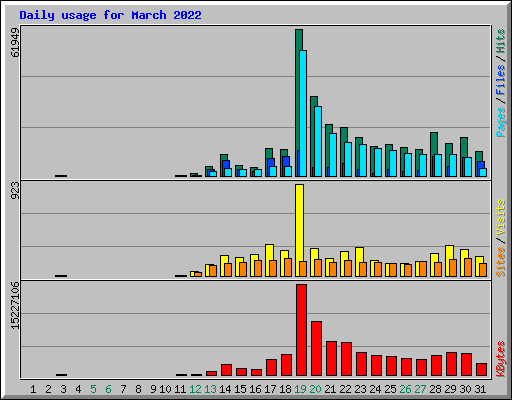 Daily usage for March 2022
61949
Pages / Files / Hits
923
Sites / Visits
15227106
KBytes
1 2 3 4 5 6 7 8 9 10 11 12 13 14 15 16 17 18 19 20 21 22 23 24 25 26 27 28 29 30 31